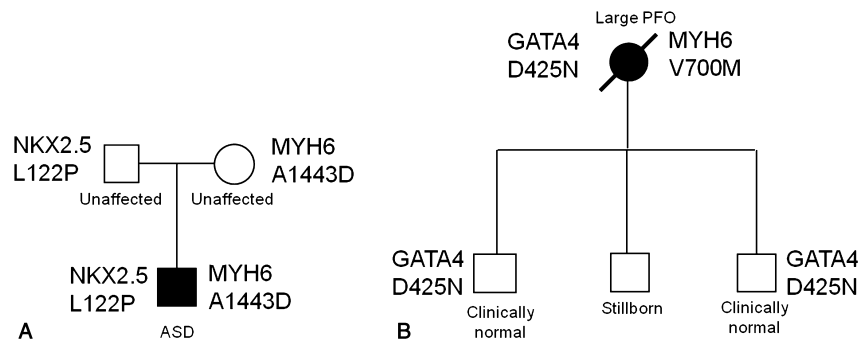 NKX2.5
L122P
Unaffected
MYH6
A1443D
Unaffected
NKX2.5
L122P
MYH6
A1443D
ASD
A
Large PFO
GATA4
D425N
MYH6
V700M
GATA4
D425N
Clinically
normal
Stillborn
GATA4
D425N
Clinically
normal
B